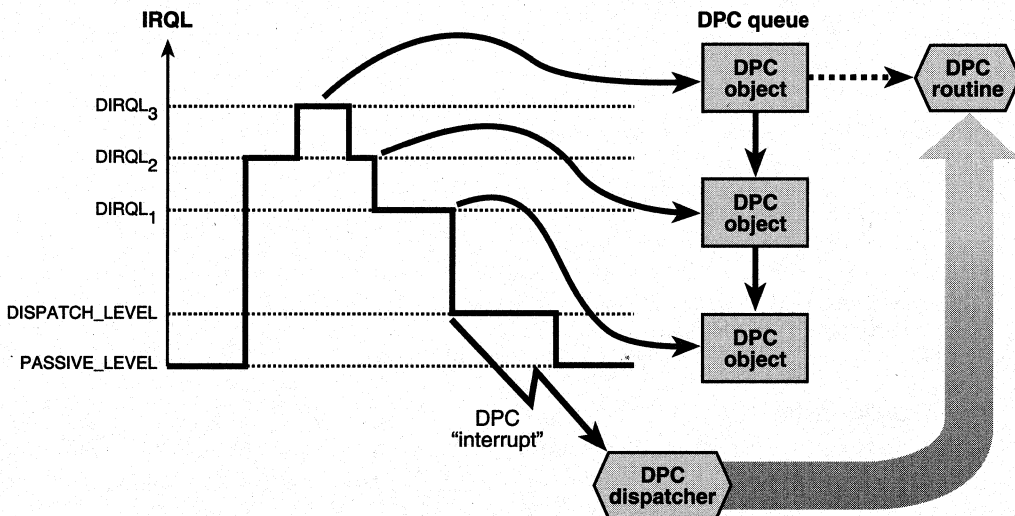 IRQL
DPC queue
DPC
object
DPC
routine
DIRQL3
DIRQL2
DPC
object
DIRQL1
DISPATCH_LEVEL
DPC
object
PASSIVE_LEVEL
DPC
“interrupt”
DPC
dispatcher